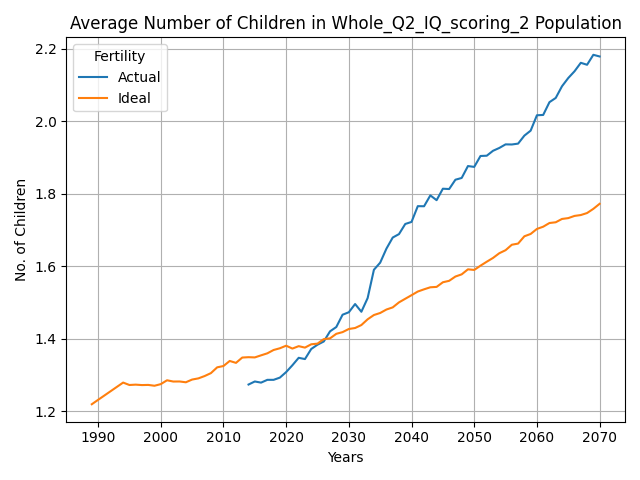 Average Number of Children in Whole_Q2_IQ_scoring_2 Population
Fertility
Actual
Ideal
No. of Children
2.2
2.0
1.8
1.6
1.4
1.2
1990 2000 2010 2020 2030 2040 2050 2060 2070
Years